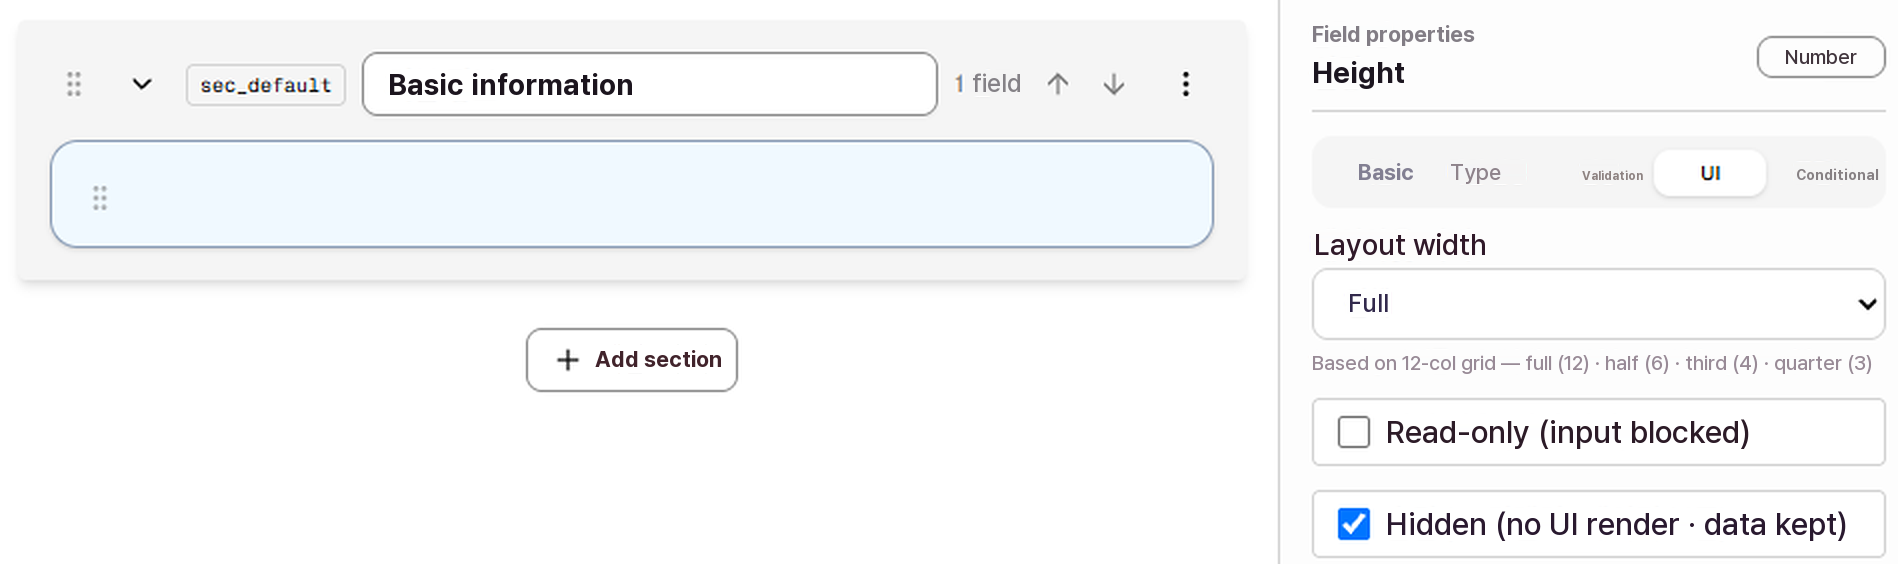 sec_default
Basic information
1 field
Add section
Field properties
Height
Number
Basic
Type
Validation
UI
Conditional
Layout width
Full
Based on 12-col grid — full (12) · half (6) · third (4) · quarter (3)
Read-only (input blocked)
Hidden (no UI render · data kept)